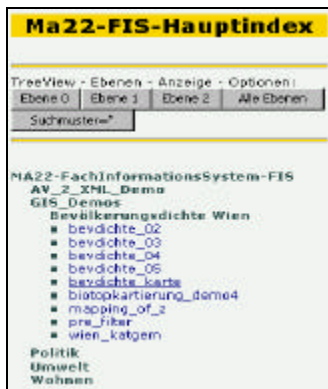 Ma22-FIS-Hauptindex
TreeView - Ebenen - Anzeige - Optionen:
Ebene 0 Ebene 1 Ebene 2 Alle Ebenen
Suchmuster=*
MA22-FachInformationsSystem-FIS
AV_2_XML_Demo
GIS_Demos
Bevölkerungsdichte Wien
bevdichte_02
bevdichte_03
bevdichte_04
bevdichte_05
bevdichte_karte
biotopkartierung_demo4
mapping_of_z
pre_filter
wien_katgem
Politik
Umwelt
Wohnen